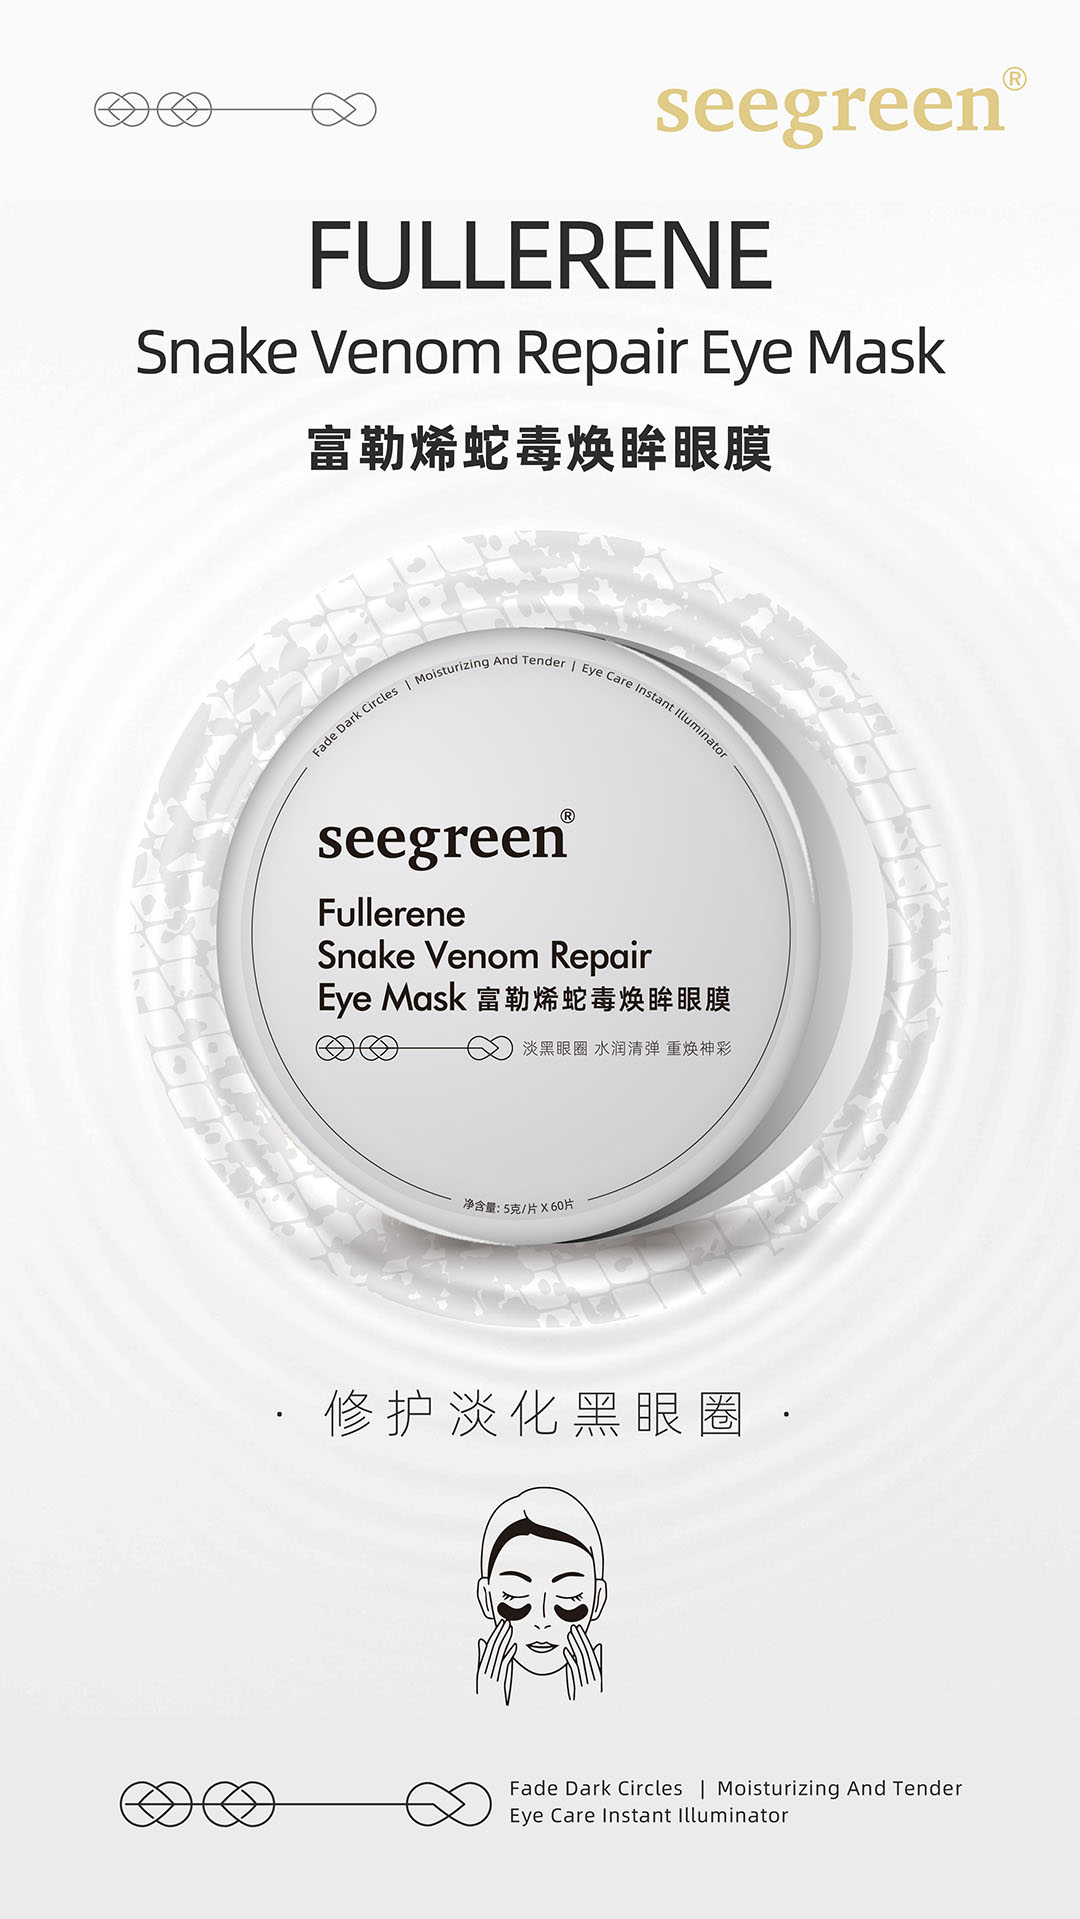 seegreen®
FULLERENE
Snake Venom Repair Eye Mask
富勒烯蛇毒焕眸眼膜
Fade Dark Circles | Moisturizing And Tender | Eye Care Instant Illuminator
seegreen®
Fullerene
Snake Venom Repair
Eye Mask 富勒烯蛇毒焕眸眼膜
淡黑眼圈 水润清弹 重焕神彩
净含量: 5克/片 X 60片
· 修护淡化黑眼圈 ·
Fade Dark Circles | Moisturizing And Tender
Eye Care Instant Illuminator